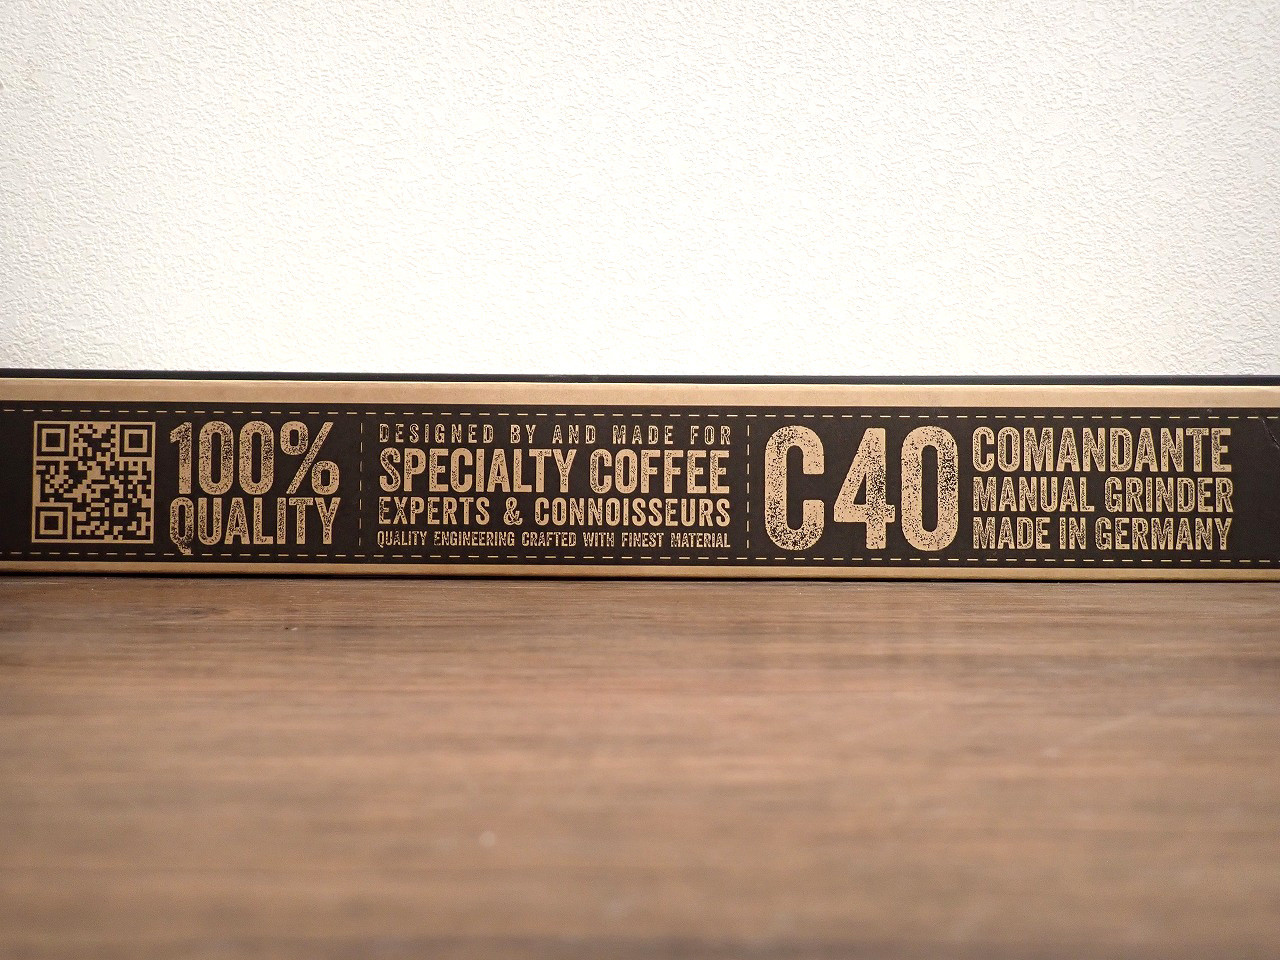 100%
QUALITY
DESIGNED BY AND MADE FOR
SPECIALTY COFFEE
EXPERTS & CONNOISSEURS
QUALITY ENGINEERING CRAFTED WITH FINEST MATERIAL
C40
COMANDANTE
MANUAL GRINDER
MADE IN GERMANY